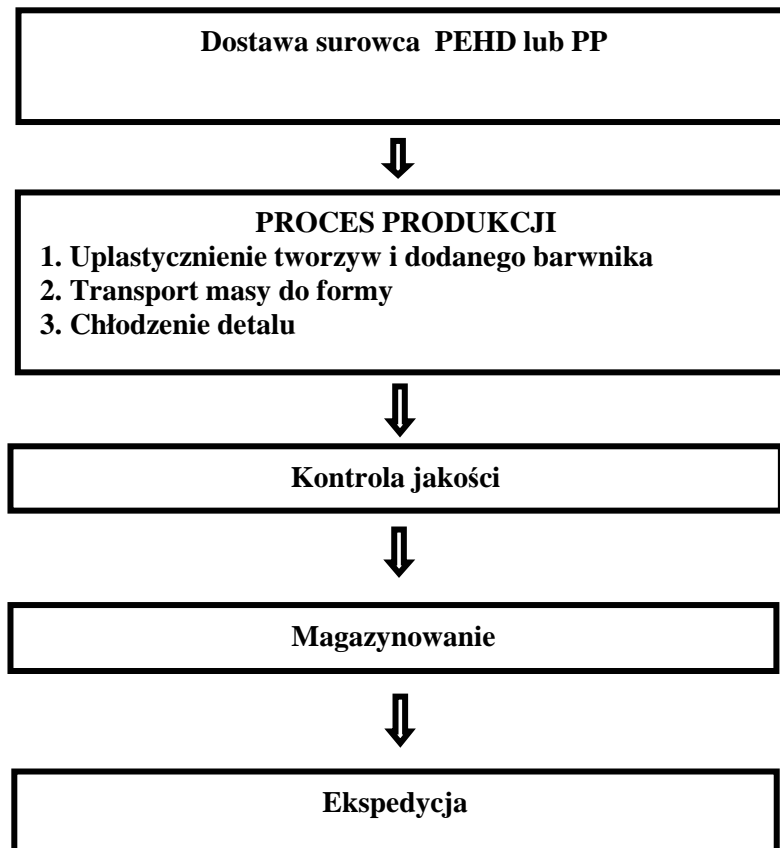 Dostawa surowca PEHD lub PP
PROCES PRODUKCJI
1. Uplastycznienie tworzyw i dodanego barwnika
2. Transport masy do formy
3. Chłodzenie detalu
Kontrola jakości
Magazynowanie
Ekspedycja